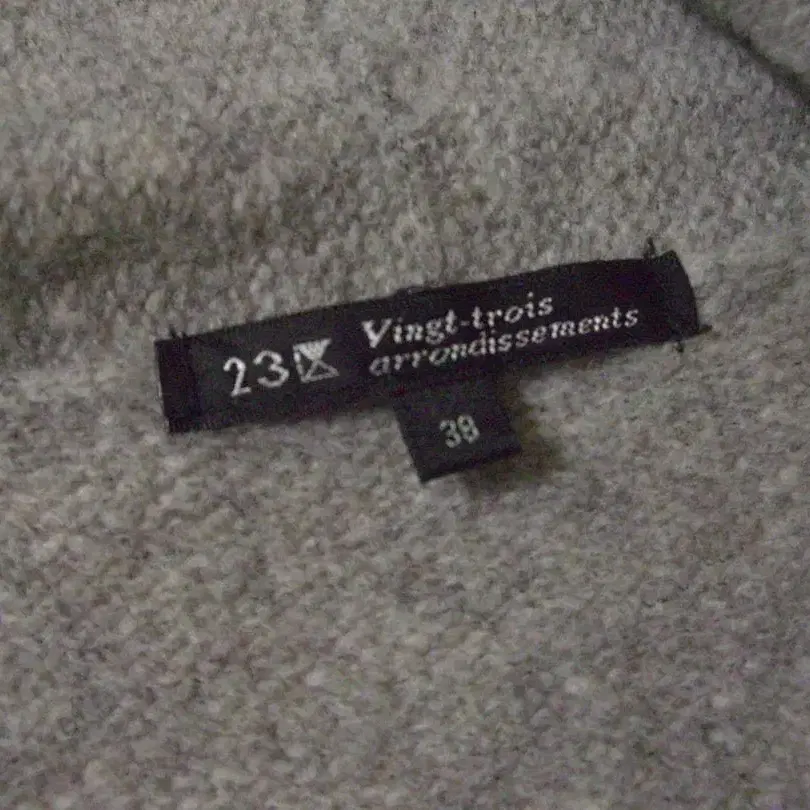 23 Vingt-trois
arrondissements
38